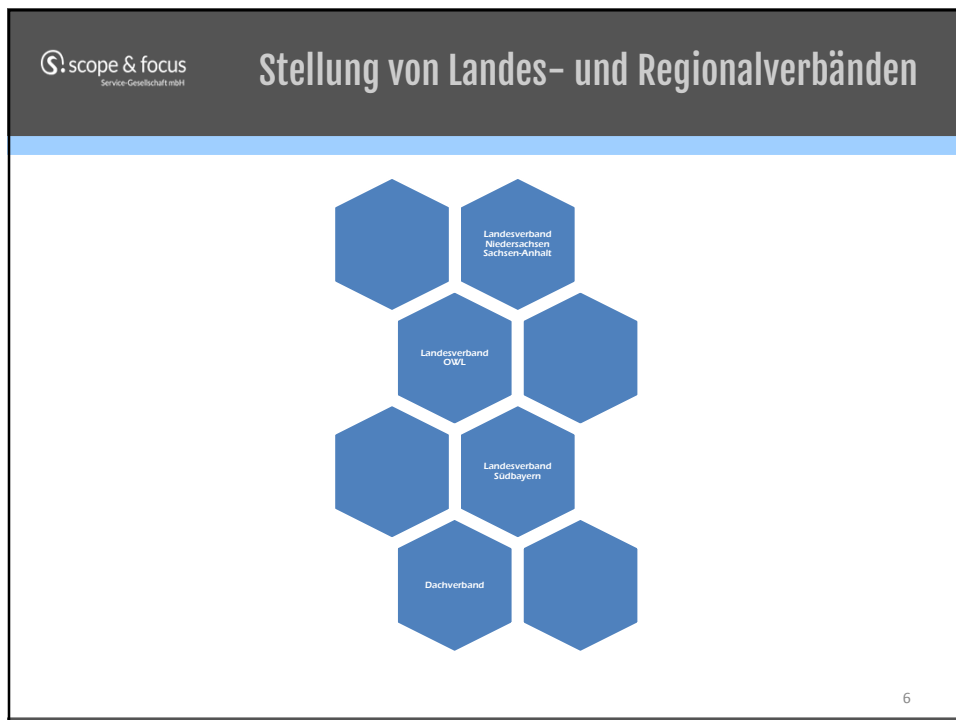 scope & focus
Service-Gesellschaft mbH
Stellung von Landes- und Regionalverbänden
Landesverband
Niedersachsen
Sachsen-Anhalt
Landesverband
OWL
Landesverband
Südbayern
Dachverband
6